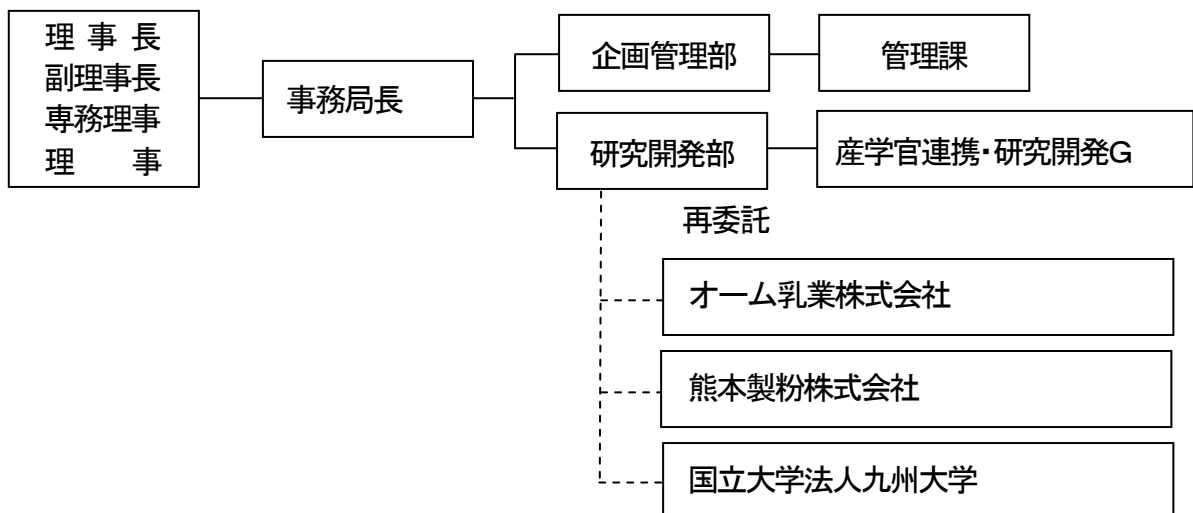 理事長
副理事長
専務理事
理事
事務局長
企画管理部
管理課
研究開発部
産学官連携・研究開発G
再委託
オーム乳業株式会社
熊本製粉株式会社
国立大学法人九州大学